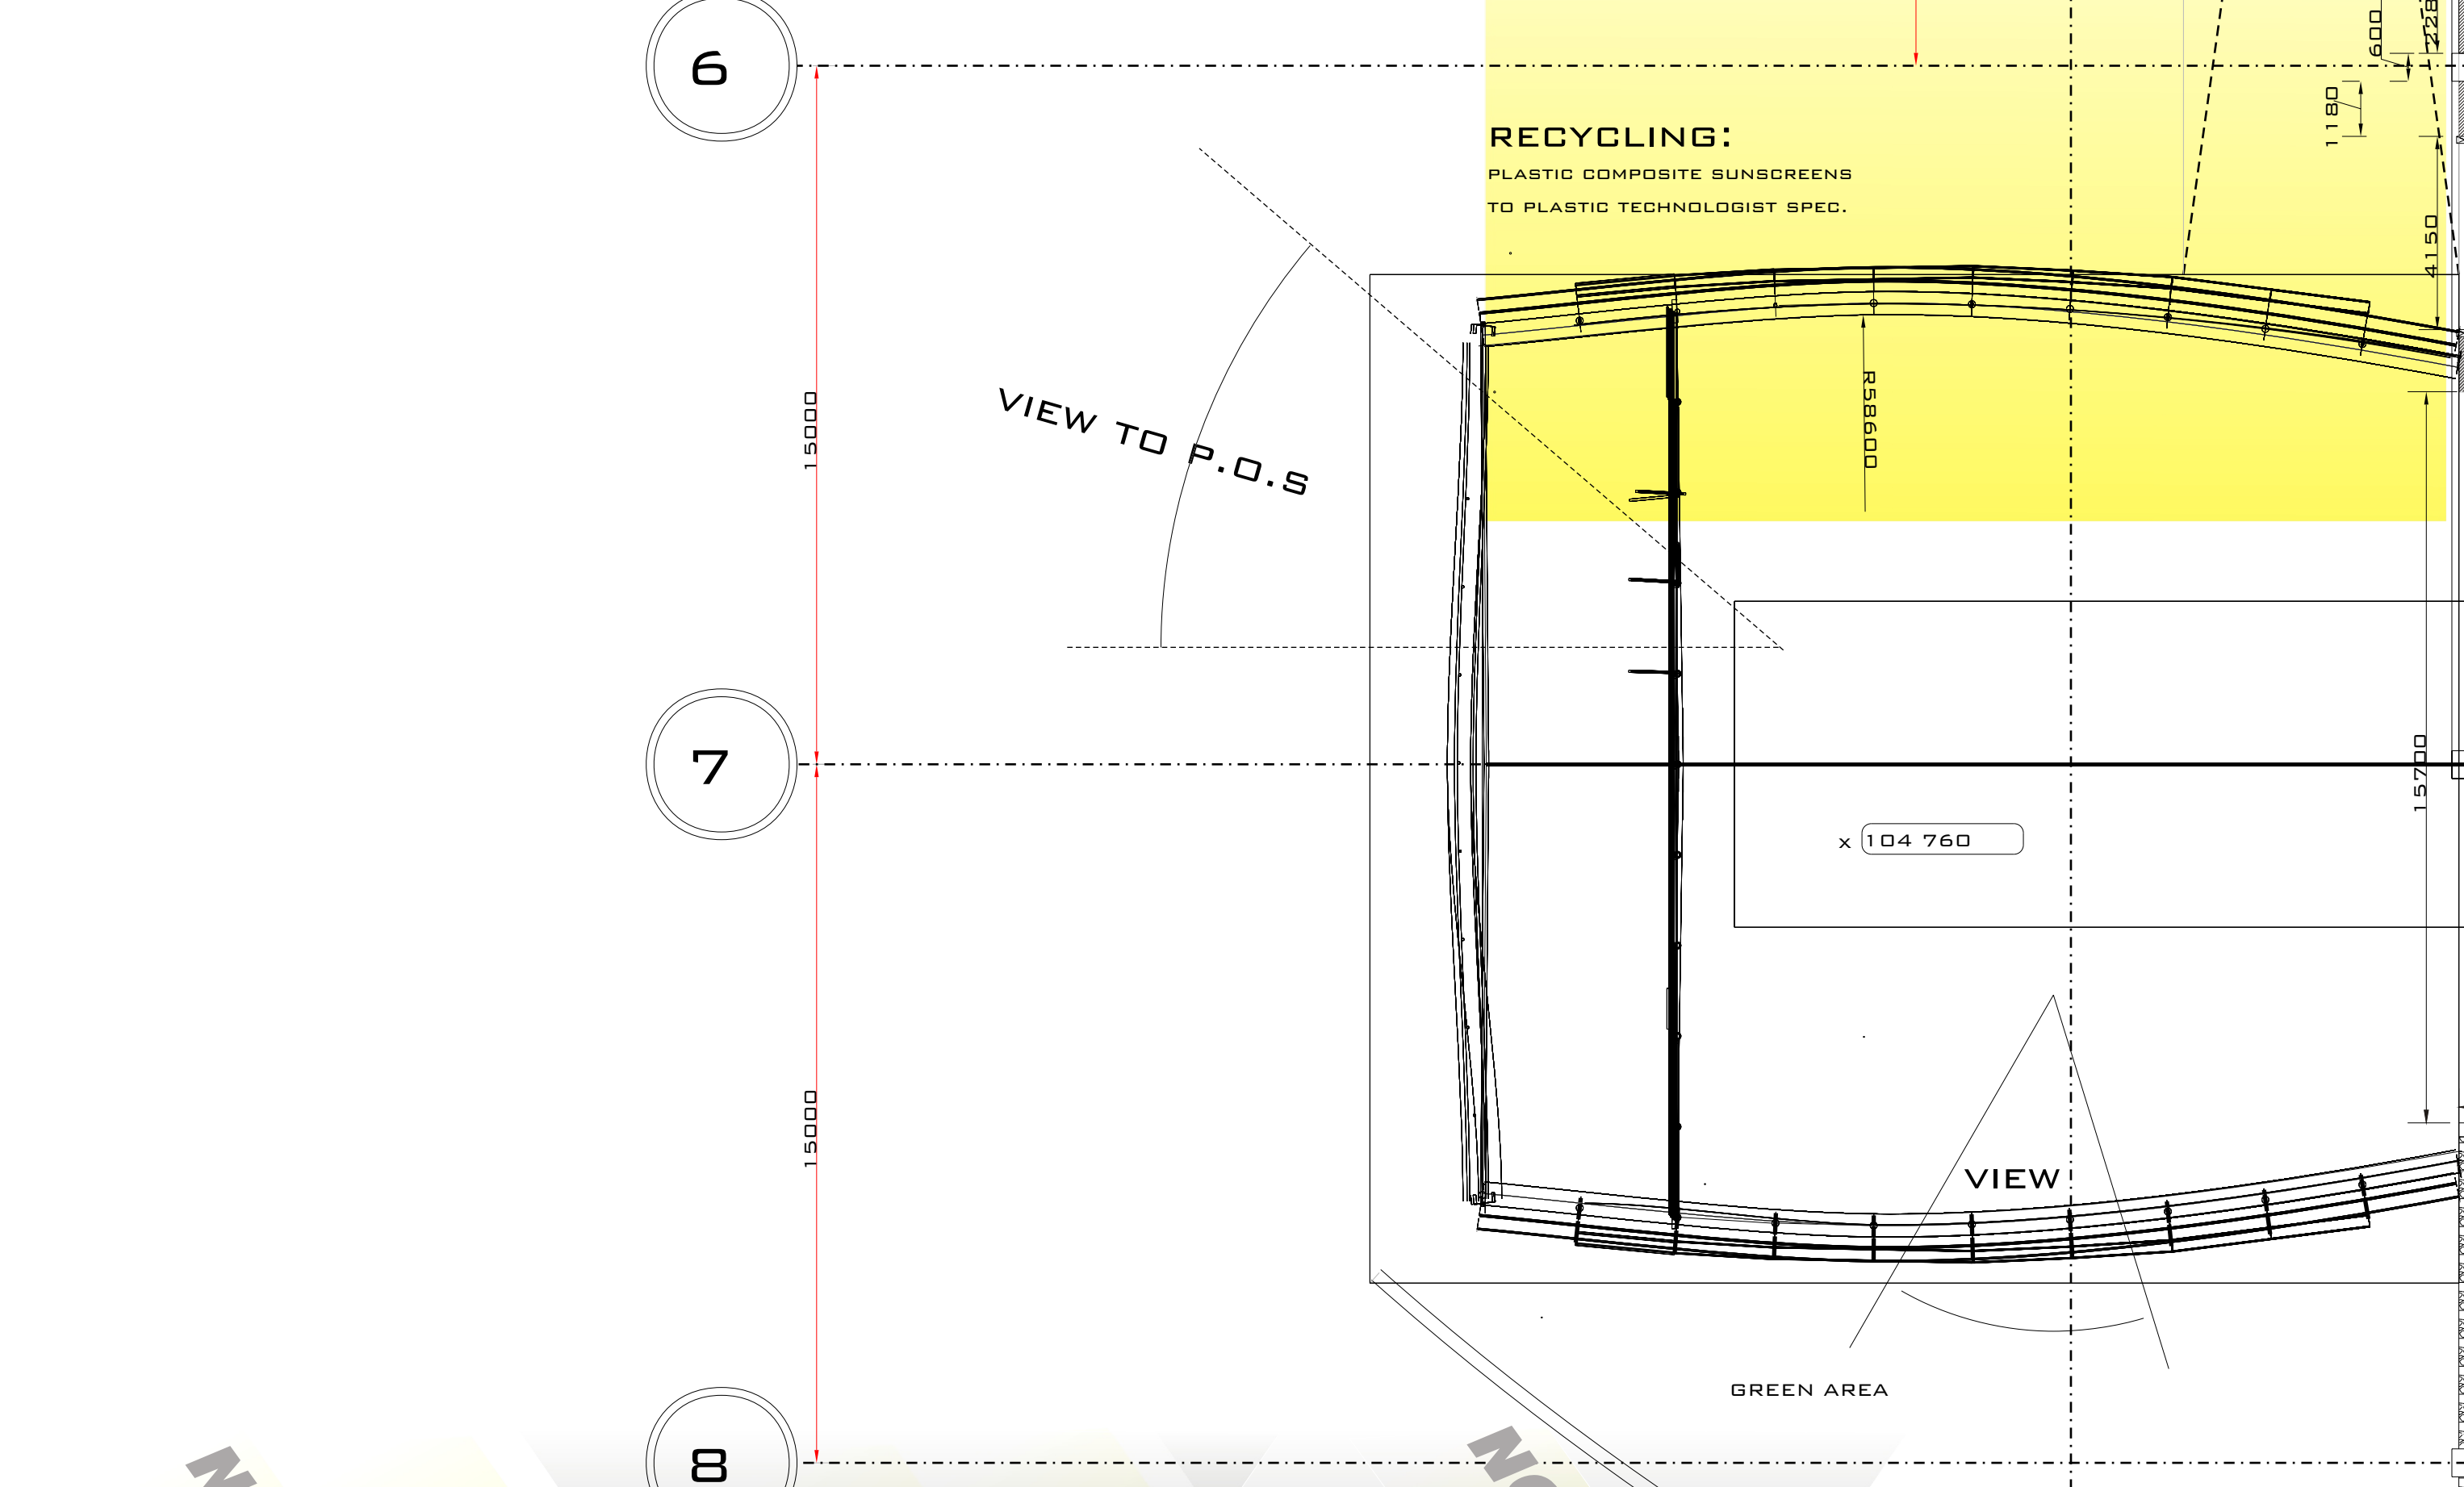 6
600
228
1180
RECYCLING:
PLASTIC COMPOSITE SUNSCREENS
TO PLASTIC TECHNOLOGIST SPEC.
4150
15000
VIEW TO P.O.S
R58600
7
15700
x 104 760
15000
VIEW
GREEN AREA
8